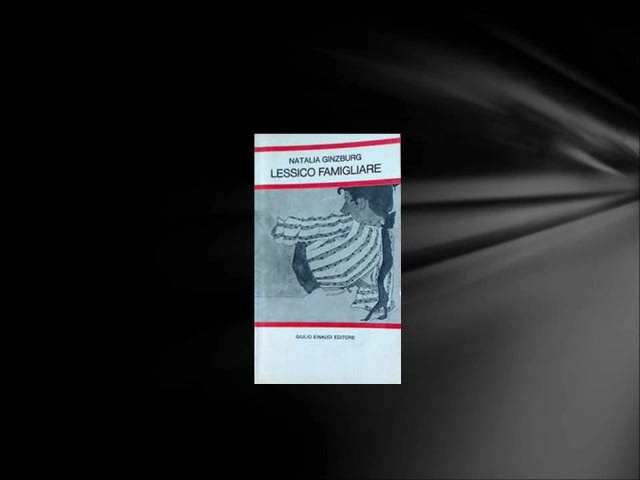 NATALIA GINZBURG
LESSICO FAMIGLIARE
GIULIO EINAUDI EDITORE